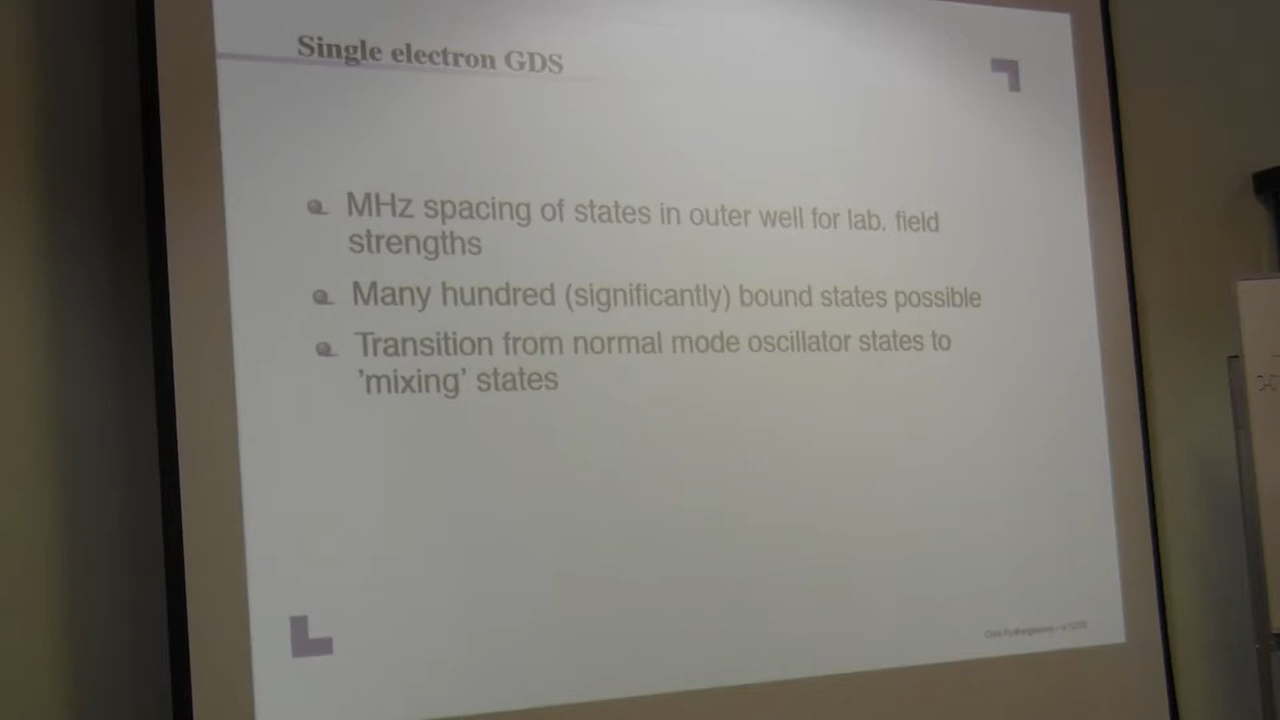 Single electron GDS
MHz spacing of states in outer well for lab. field
strengths
Many hundred (significantly) bound states possible
Transition from normal mode oscillator states to
'mixing' states